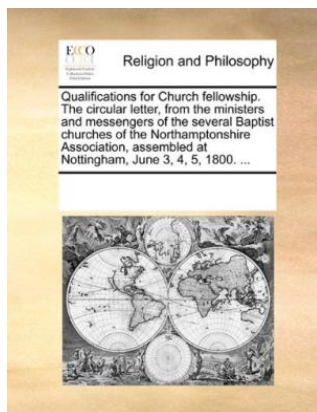 ECCO
Religion and Philosophy
Qualifications for Church fellowship.
The circular letter, from the ministers
and messengers of the several Baptist
churches of the Northamptonshire
Association, assembled at
Nottingham, June 3, 4, 5, 1800. ...